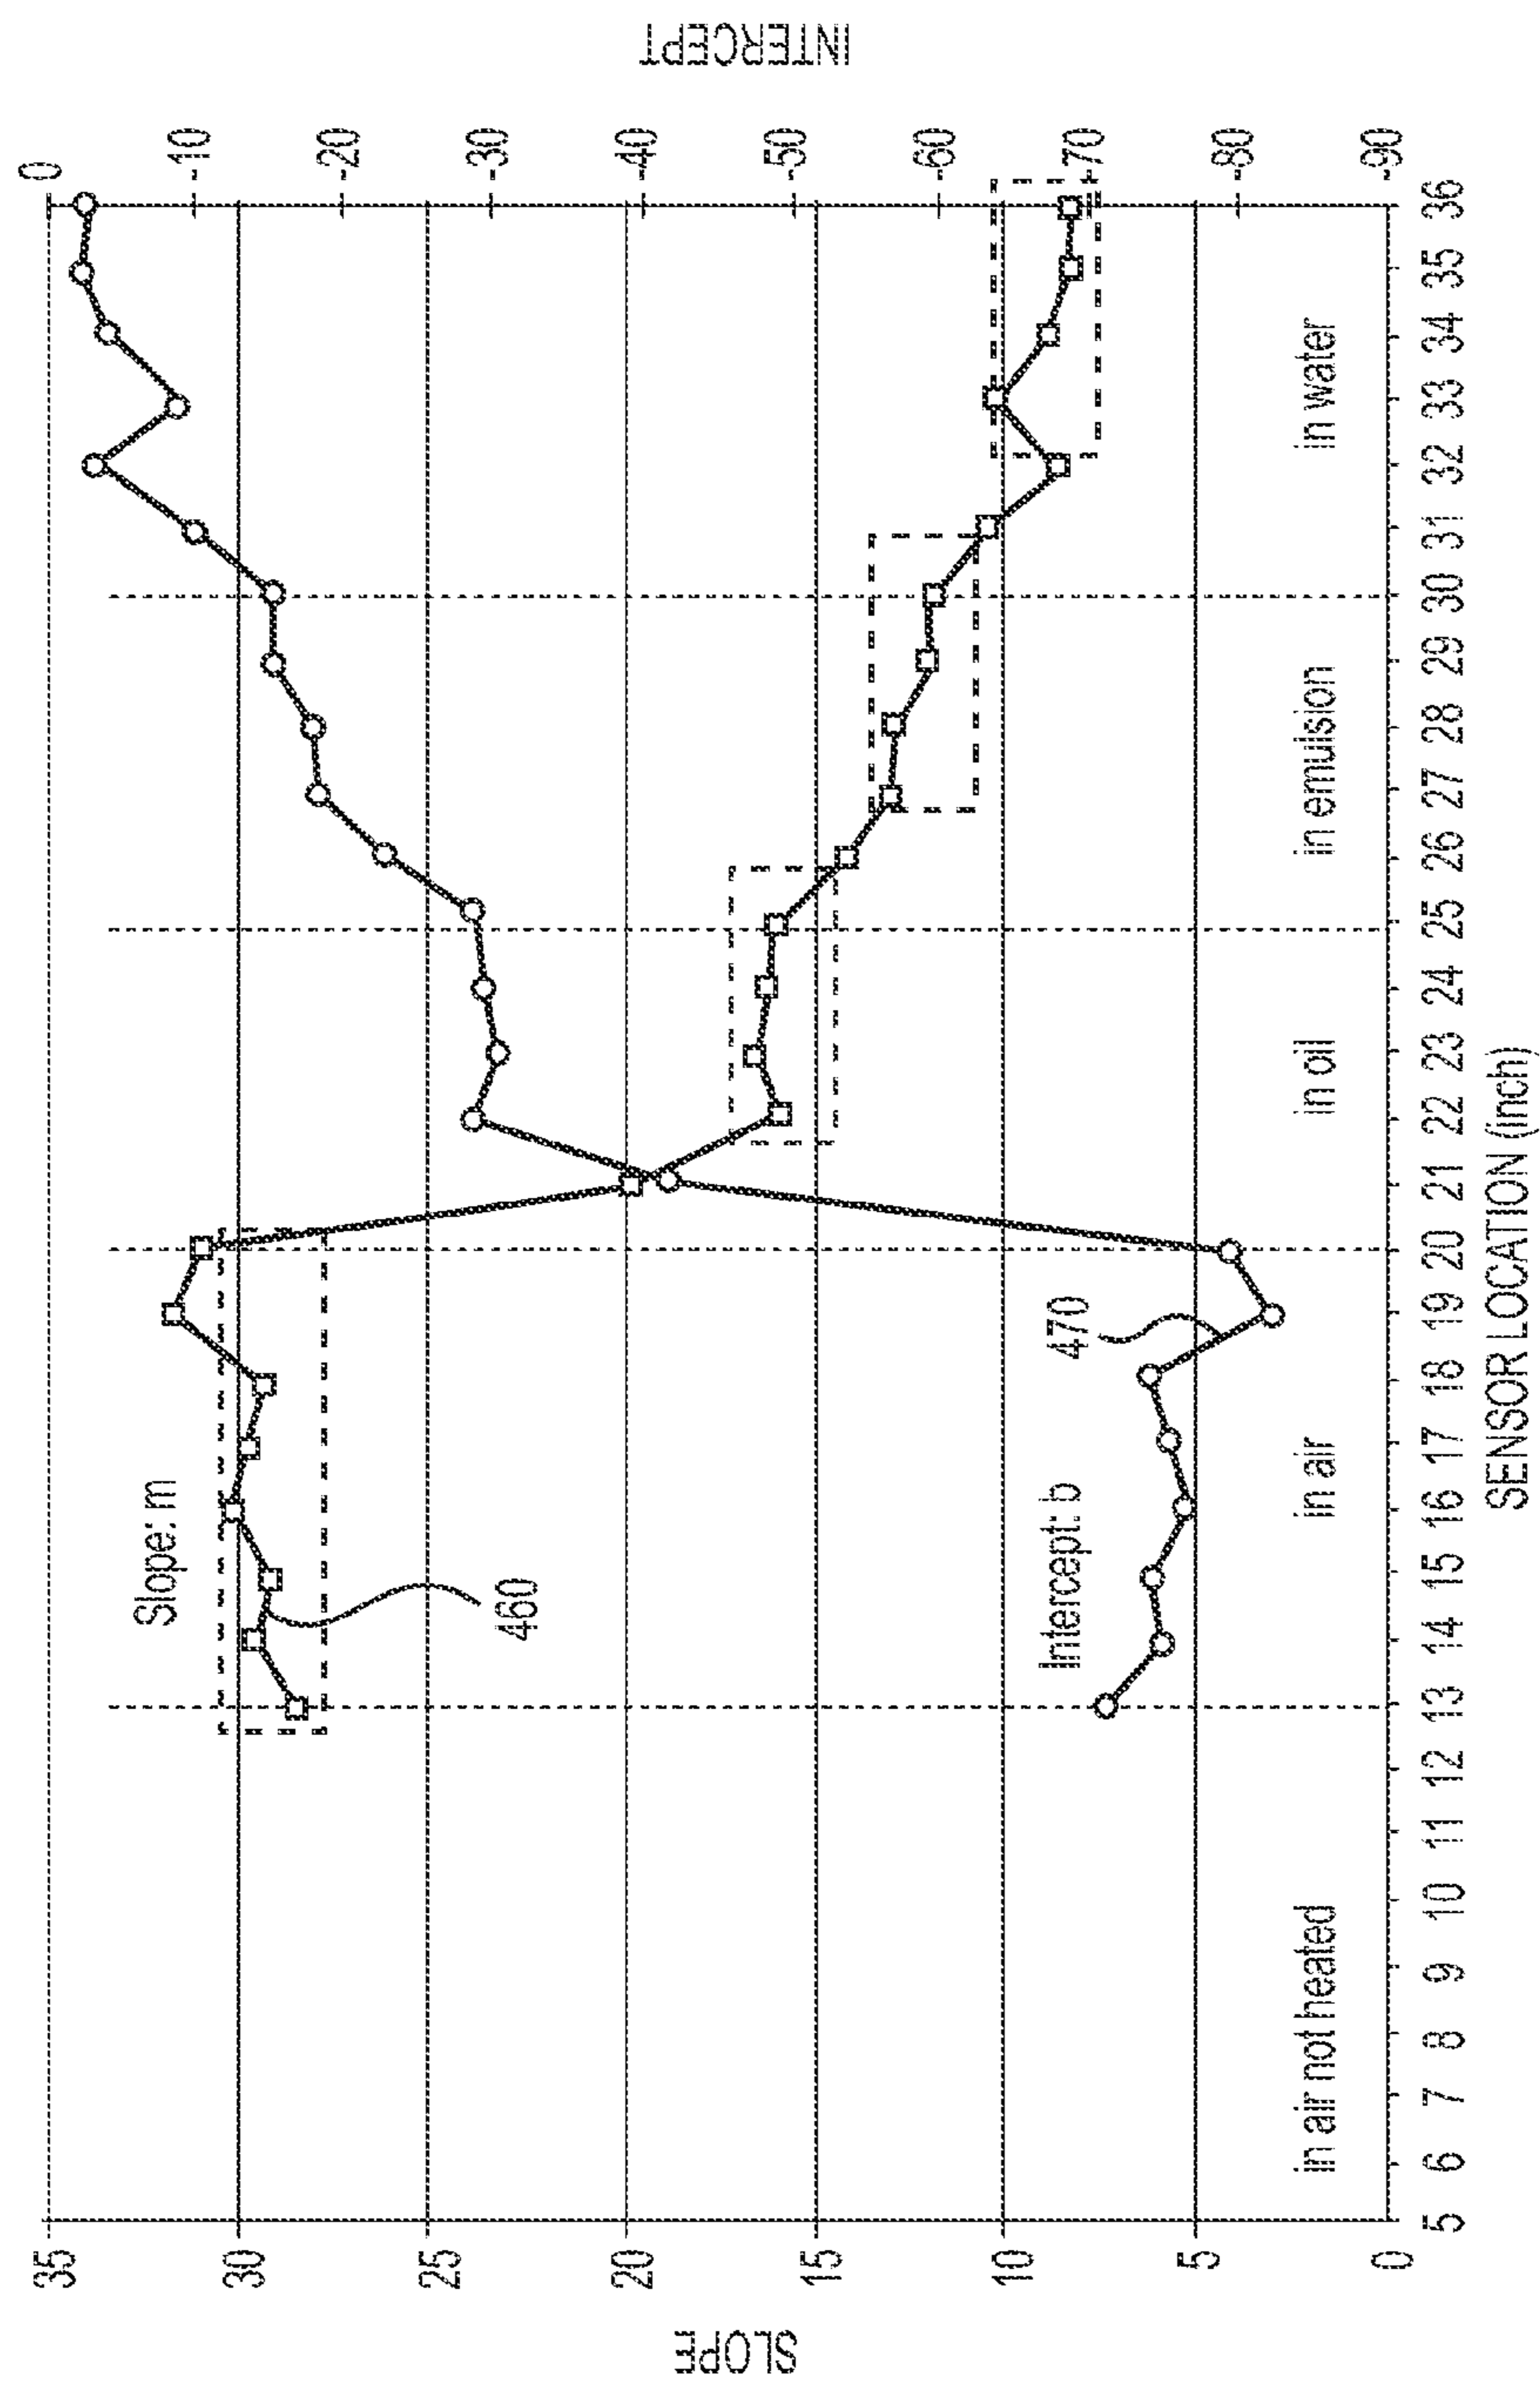 SLOPE
35 30 25 20 15 10 5 0
Slope: m
460
Intercept: b
470
in air not heated
in air
in oil
in emulsion
in water
5 6 7 8 9 10 11 12 13 14 15 16 17 18 19 20 21 22 23 24 25 26 27 28 29 30 31 32 33 34 35 36
SENSOR LOCATION (inch)
0 -10 -20 -30 -40 -50 -60 -70 -80 -90
INTERCEPT